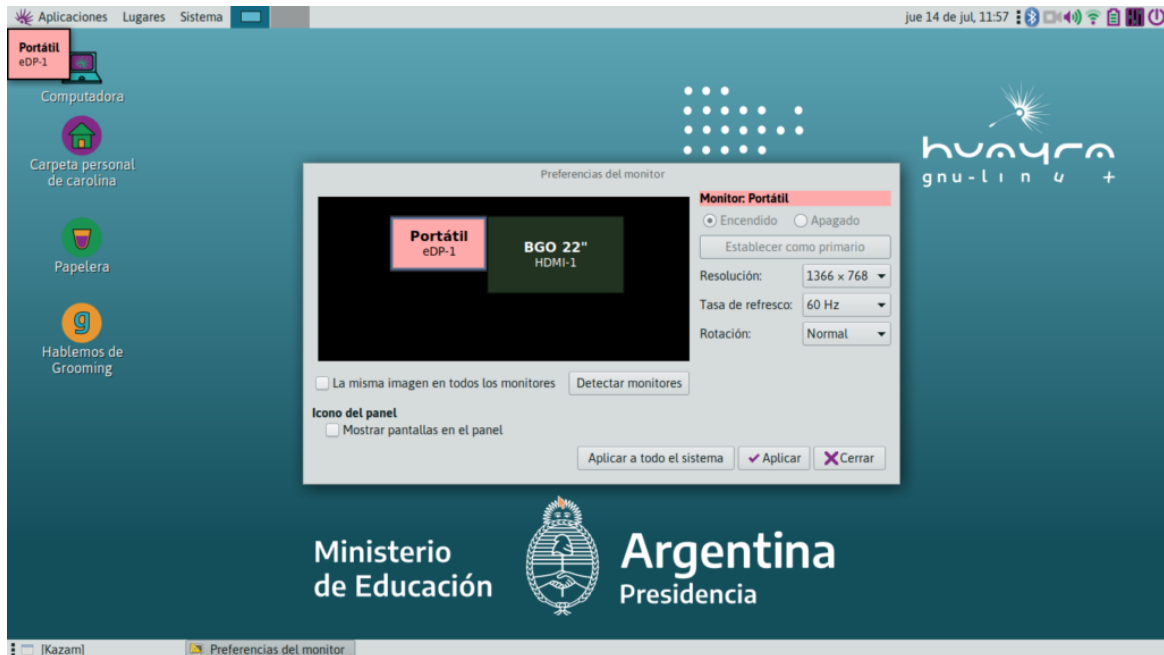 Aplicaciones Lugares Sistema
jue 14 de jul, 11:57
Portátil
eDP-1
Computadora
Carpeta personal
de carolina
Papelera
Hablemos de
Grooming
huayra
gnu-linux +
Preferencias del monitor
Portátil
eDP-1
BGO 22"
HDMI-1
Monitor: Portátil
Encendido Apagado
Establecer como primario
Resolución: 1366 × 768
Tasa de refresco: 60 Hz
Rotación: Normal
La misma imagen en todos los monitores Detectar monitores
Icono del panel
Mostrar pantallas en el panel
Aplicar a todo el sistema Aplicar Cerrar
Ministerio
de Educación
Argentina
Presidencia
[Kazam] Preferencias del monitor